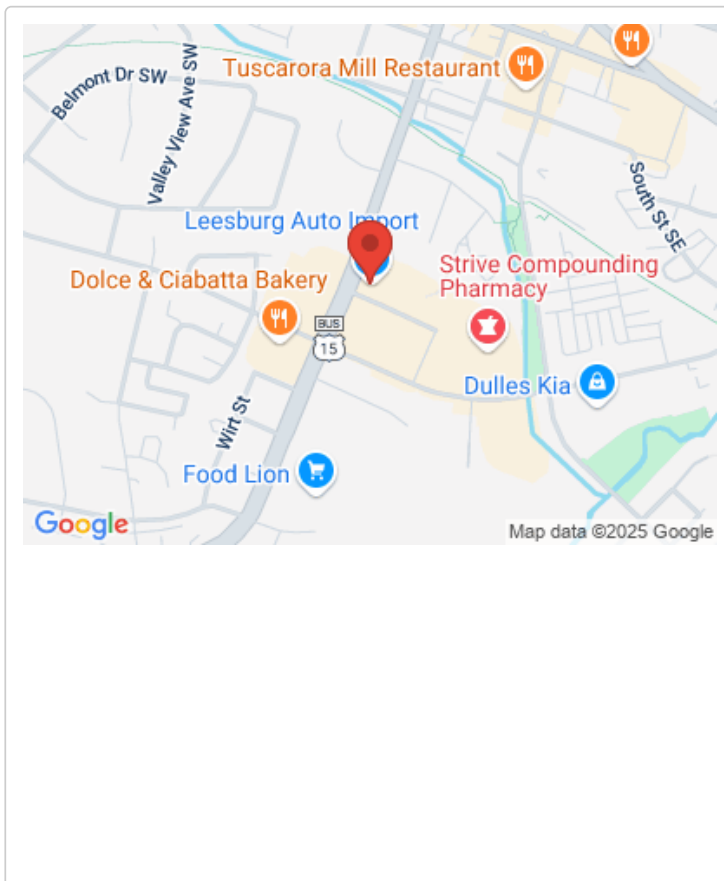 Tuscarora Mill Restaurant
Belmont Dr SW
Valley View Ave SW
South St SE
Leesburg Auto Import
Strive Compounding
Pharmacy
Dolce & Ciabatta Bakery
BUS
15
Dulles Kia
Wirt St
Food Lion
Google
Map data ©2025 Google